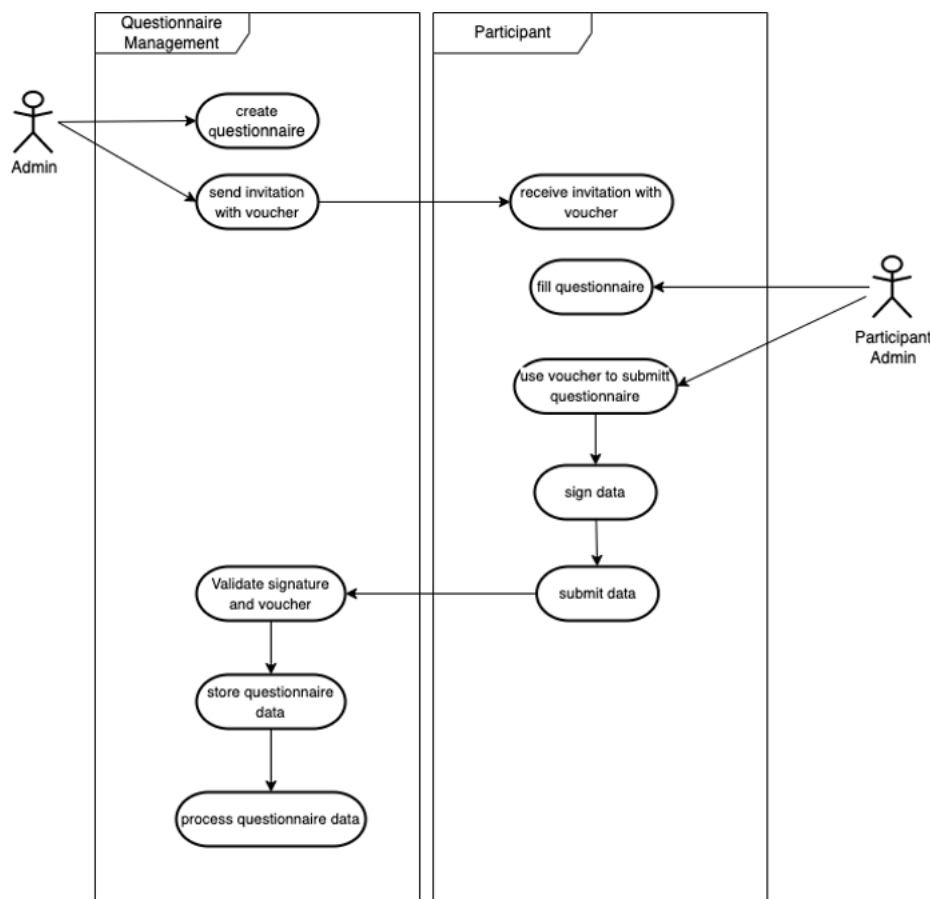 Questionnaire
Management
Participant
Admin
create
questionnaire
send invitation
with voucher
receive invitation with
voucher
fill questionnaire
Participant
Admin
use voucher to submitt
questionnaire
sign data
Validate signature
and voucher
submit data
store questionnaire
data
process questionnaire data